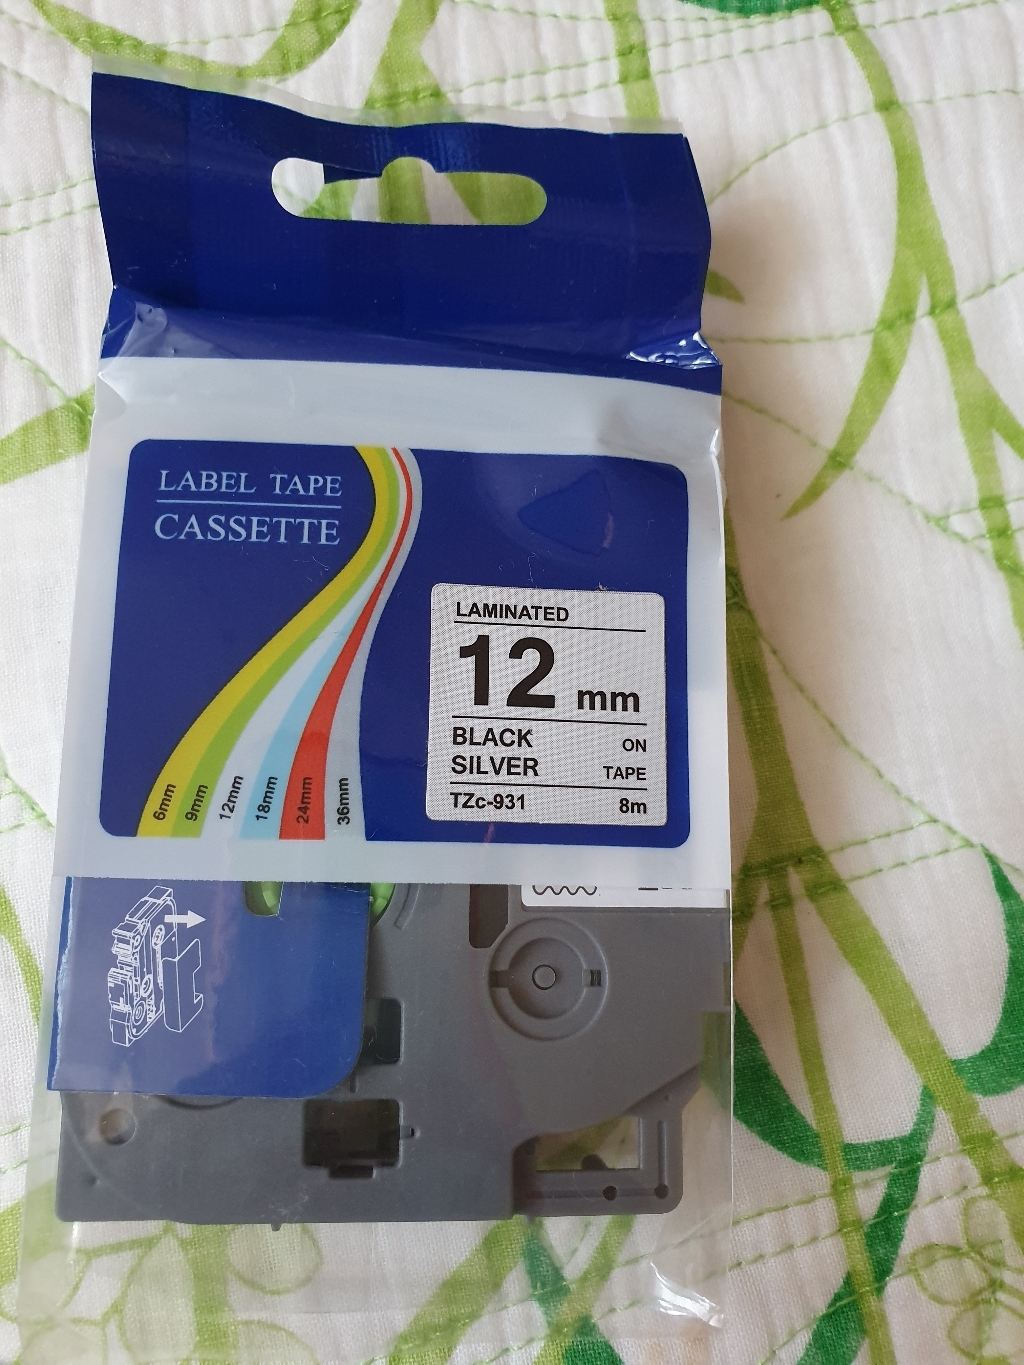 LABEL TAPE
CASSETTE
LAMINATED
12 mm
BLACK ON
SILVER TAPE
TZc-931 8m
6mm
9mm
12mm
18mm
24mm
36mm